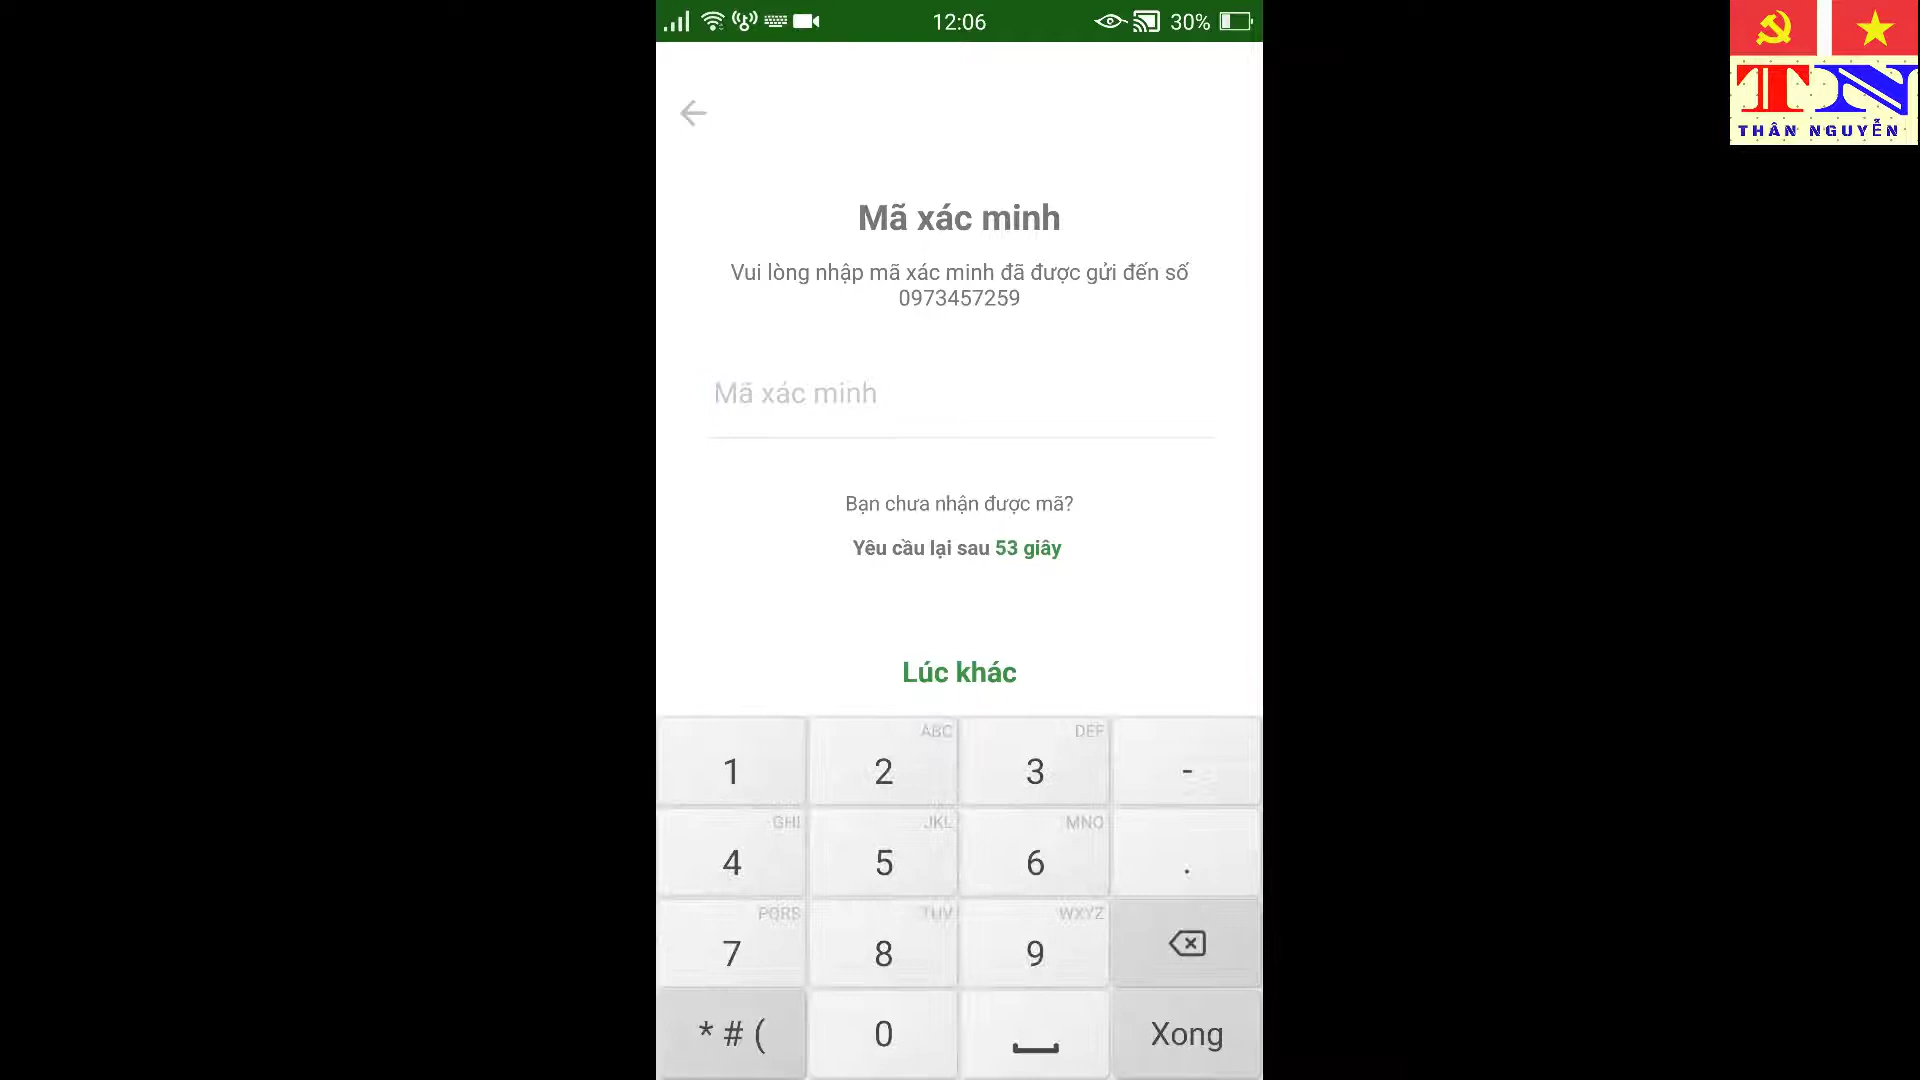 12:06
30%
TN
THÂN NGUYỄN
Mã xác minh
Vui lòng nhập mã xác minh đã được gửi đến số
0973457259
Mã xác minh
Bạn chưa nhận được mã?
Yêu cầu lại sau 53 giây
Lúc khác
1
2 ABC
3 DEF
-
4 GHI
5 JKL
6 MNO
.
7 PQRS
8 TUV
9 WXYZ
* # (
0
Xong